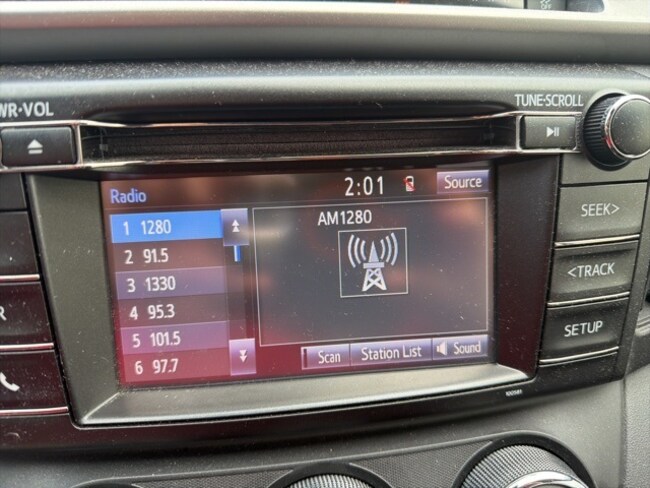 WR·VOL
TUNE·SCROLL
Radio
2:01
Source
1 1280
AM1280
2 91.5
3 1330
4 95.3
5 101.5
6 97.7
Scan
Station List
Sound
SEEK>
<TRACK
SETUP
R